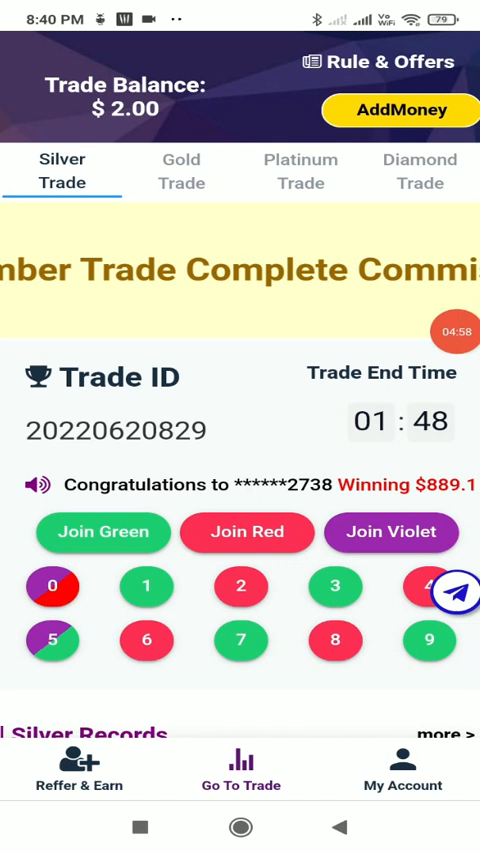 8:40 PM
Vo WiFi
79
Rule & Offers
Trade Balance:
$ 2.00
AddMoney
Silver Trade
Gold Trade
Platinum Trade
Diamond Trade
mber Trade Complete Commis
04:58
Trade ID
Trade End Time
20220620829
01 : 48
Congratulations to ******2738 Winning $889.1
Join Green
Join Red
Join Violet
0 1 2 3 4
5 6 7 8 9
Silver Records
more >
Reffer & Earn
Go To Trade
My Account